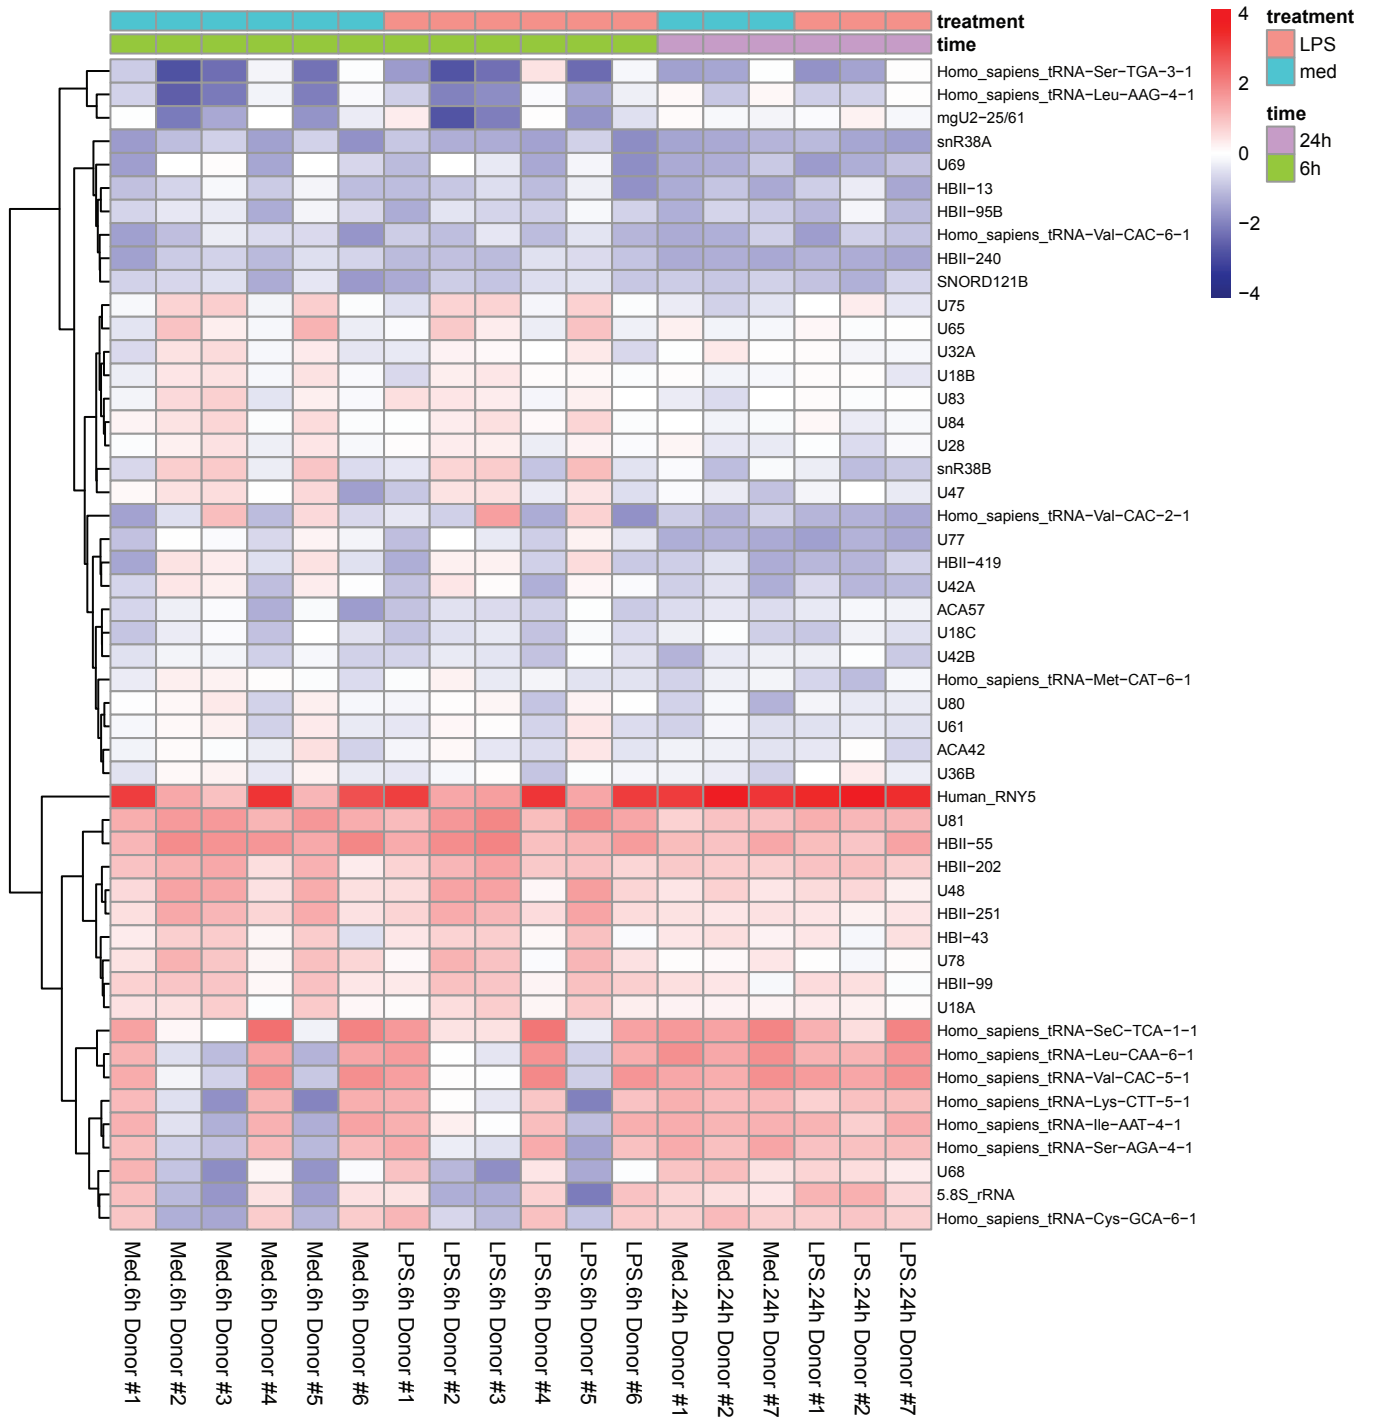 treatment
time
Homo_sapiens_tRNA−Ser−TGA−3−1
Homo_sapiens_tRNA−Leu−AAG−4−1
mgU2−25/61
snR38A
U69
HBII−13
HBII−95B
Homo_sapiens_tRNA−Val−CAC−6−1
HBII−240
SNORD121B
U75
U65
U32A
U18B
U83
U84
U28
snR38B
U47
Homo_sapiens_tRNA−Val−CAC−2−1
U77
HBII−419
U42A
ACA57
U18C
U42B
Homo_sapiens_tRNA−Met−CAT−6−1
U80
U61
ACA42
U36B
Human_RNY5
U81
HBII−55
HBII−202
U48
HBII−251
HBI−43
U78
HBII−99
U18A
Homo_sapiens_tRNA−SeC−TCA−1−1
Homo_sapiens_tRNA−Leu−CAA−6−1
Homo_sapiens_tRNA−Val−CAC−5−1
Homo_sapiens_tRNA−Lys−CTT−5−1
Homo_sapiens_tRNA−Ile−AAT−4−1
Homo_sapiens_tRNA−Ser−AGA−4−1
U68
5.8S_rRNA
Homo_sapiens_tRNA−Cys−GCA−6−1
Med.6h Donor #1
Med.6h Donor #2
Med.6h Donor #3
Med.6h Donor #4
Med.6h Donor #5
Med.6h Donor #6
LPS.6h Donor #1
LPS.6h Donor #2
LPS.6h Donor #3
LPS.6h Donor #4
LPS.6h Donor #5
LPS.6h Donor #6
Med.24h Donor #1
Med.24h Donor #2
Med.24h Donor #7
LPS.24h Donor #1
LPS.24h Donor #2
LPS.24h Donor #7
4
2
0
−2
−4
treatment
LPS
med
time
24h
6h